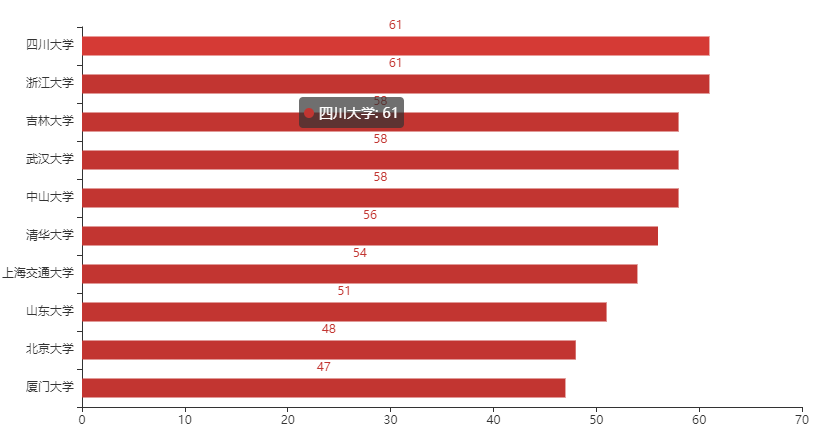 61
四川大学
61
浙江大学
58
四川大学: 61
吉林大学
58
武汉大学
58
中山大学
56
清华大学
54
上海交通大学
51
山东大学
48
北京大学
47
厦门大学
0 10 20 30 40 50 60 70